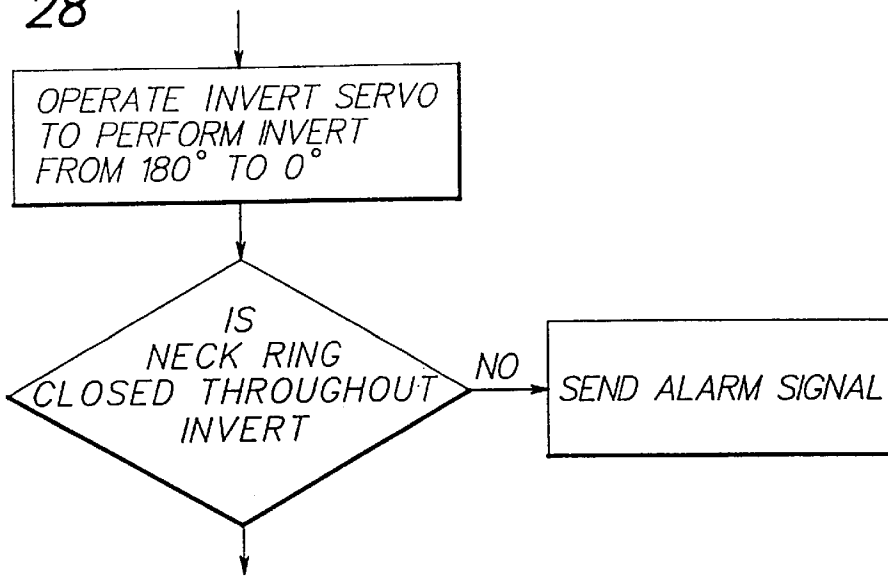 28
OPERATE INVERT SERVO
TO PERFORM INVERT
FROM 180° TO 0°
IS
NECK RING
CLOSED THROUGHOUT
INVERT
NO
SEND ALARM SIGNAL